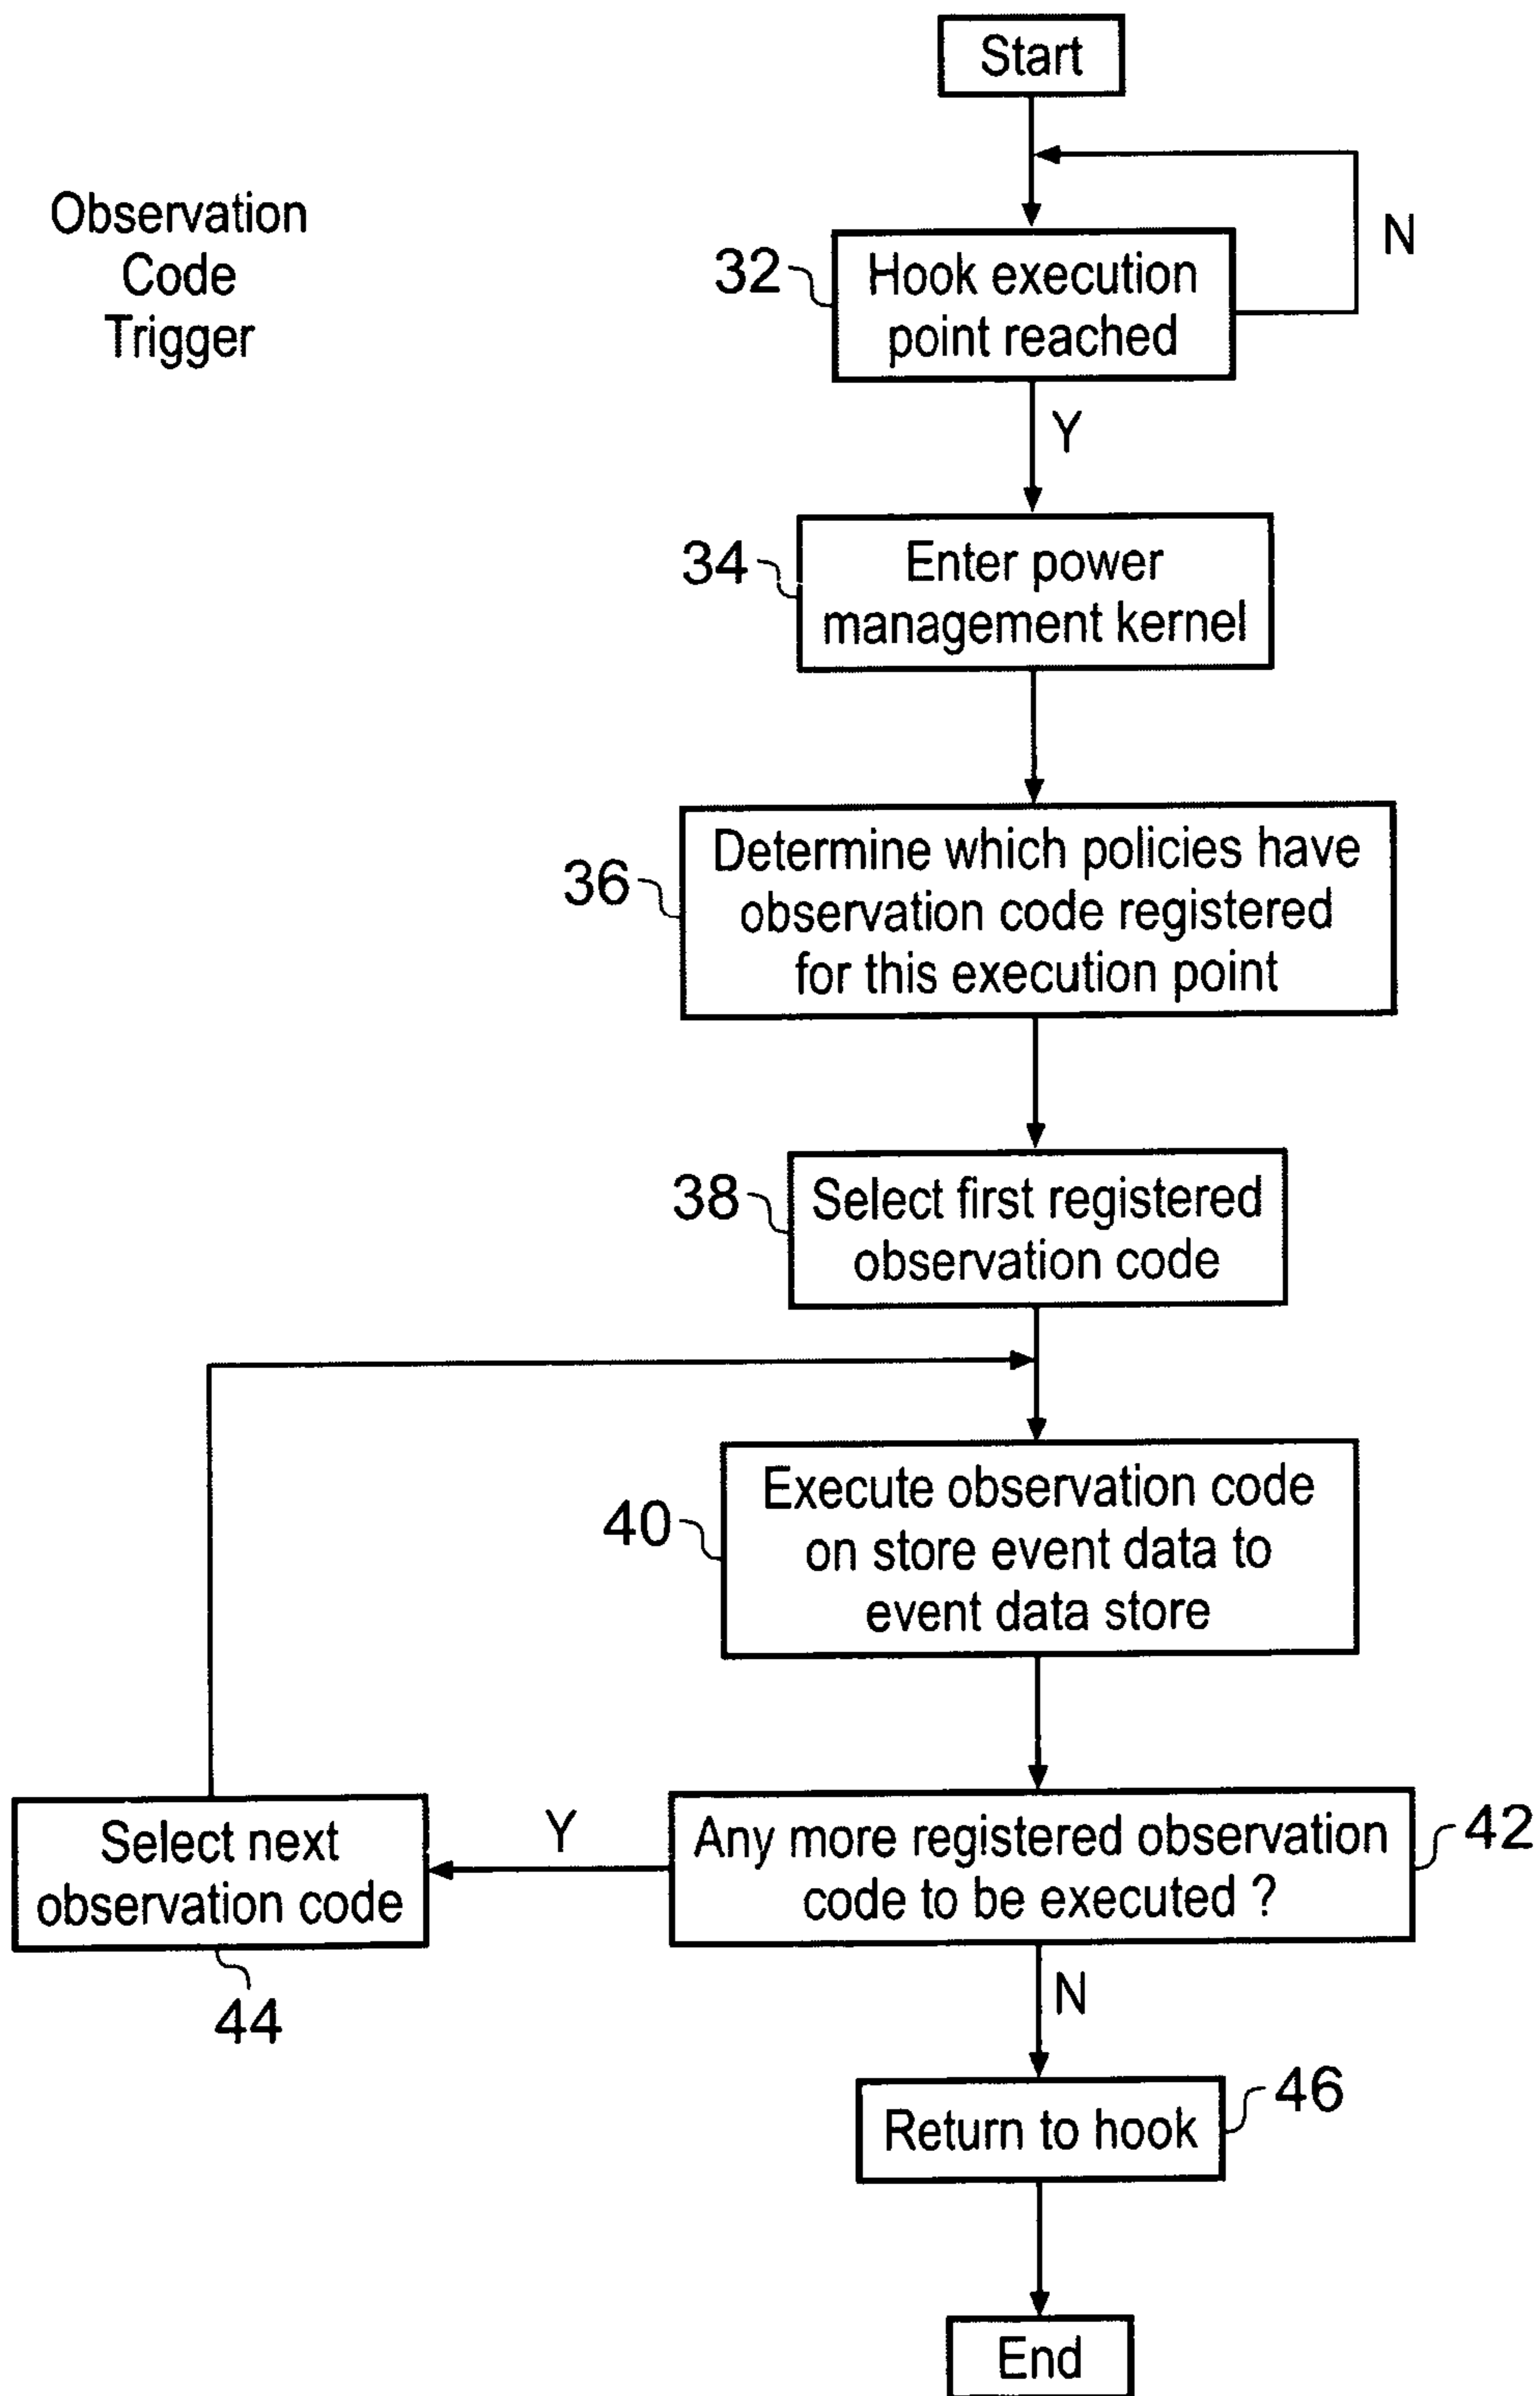 Start
Observation
Code
Trigger
N
32
Hook execution
point reached
Y
34
Enter power
management kernel
36
Determine which policies have
observation code registered
for this execution point
38
Select first registered
observation code
40
Execute observation code
on store event data to
event data store
Select next
observation code
44
Y
Any more registered observation
code to be executed ?
42
N
46
Return to hook
End